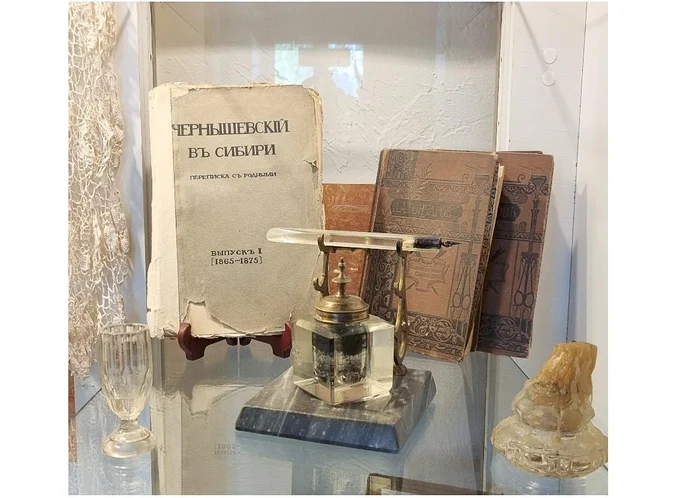 ЧЕРНЫШЕВСКІЙ
ВЪ СИБИРИ
ПЕРЕПИСКА СЪ РОДНЫМИ
ВЫПУСКЪ I
[1865—1875]